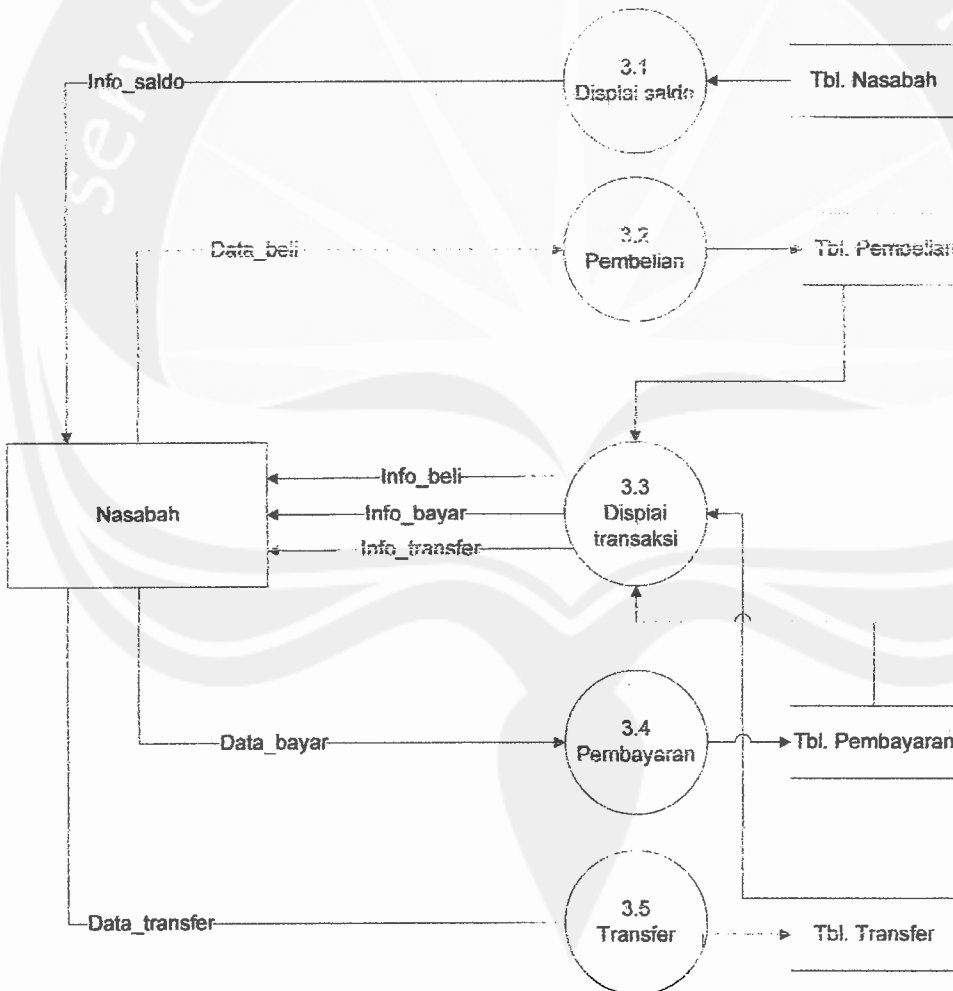 Servic
Info_saldo
3.1
Displai saldo
Tbl. Nasabah
Data_beli
3.2
Pembelian
Tbl. Pembelian
Nasabah
Info_beli
Info_bayar
Info_transfer
3.3
Displai
transaksi
Data_bayar
3.4
Pembayaran
Tbl. Pembayaran
Data_transfer
3.5
Transfer
Tbl. Transfer